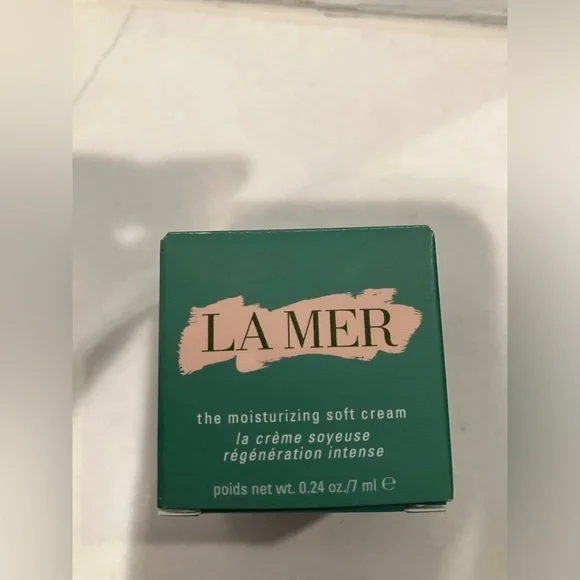 LA MER
the moisturizing soft cream
la crème soyeuse
régénération intense
poids net wt. 0.24 oz./7 ml ℮